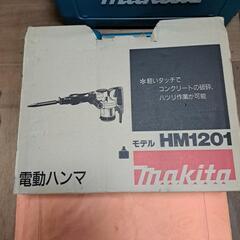 makita
＊軽いタッチで
コンクリートの破砕、
ハツリ作業が可能
モデル HM1201
電動ハンマ
makita